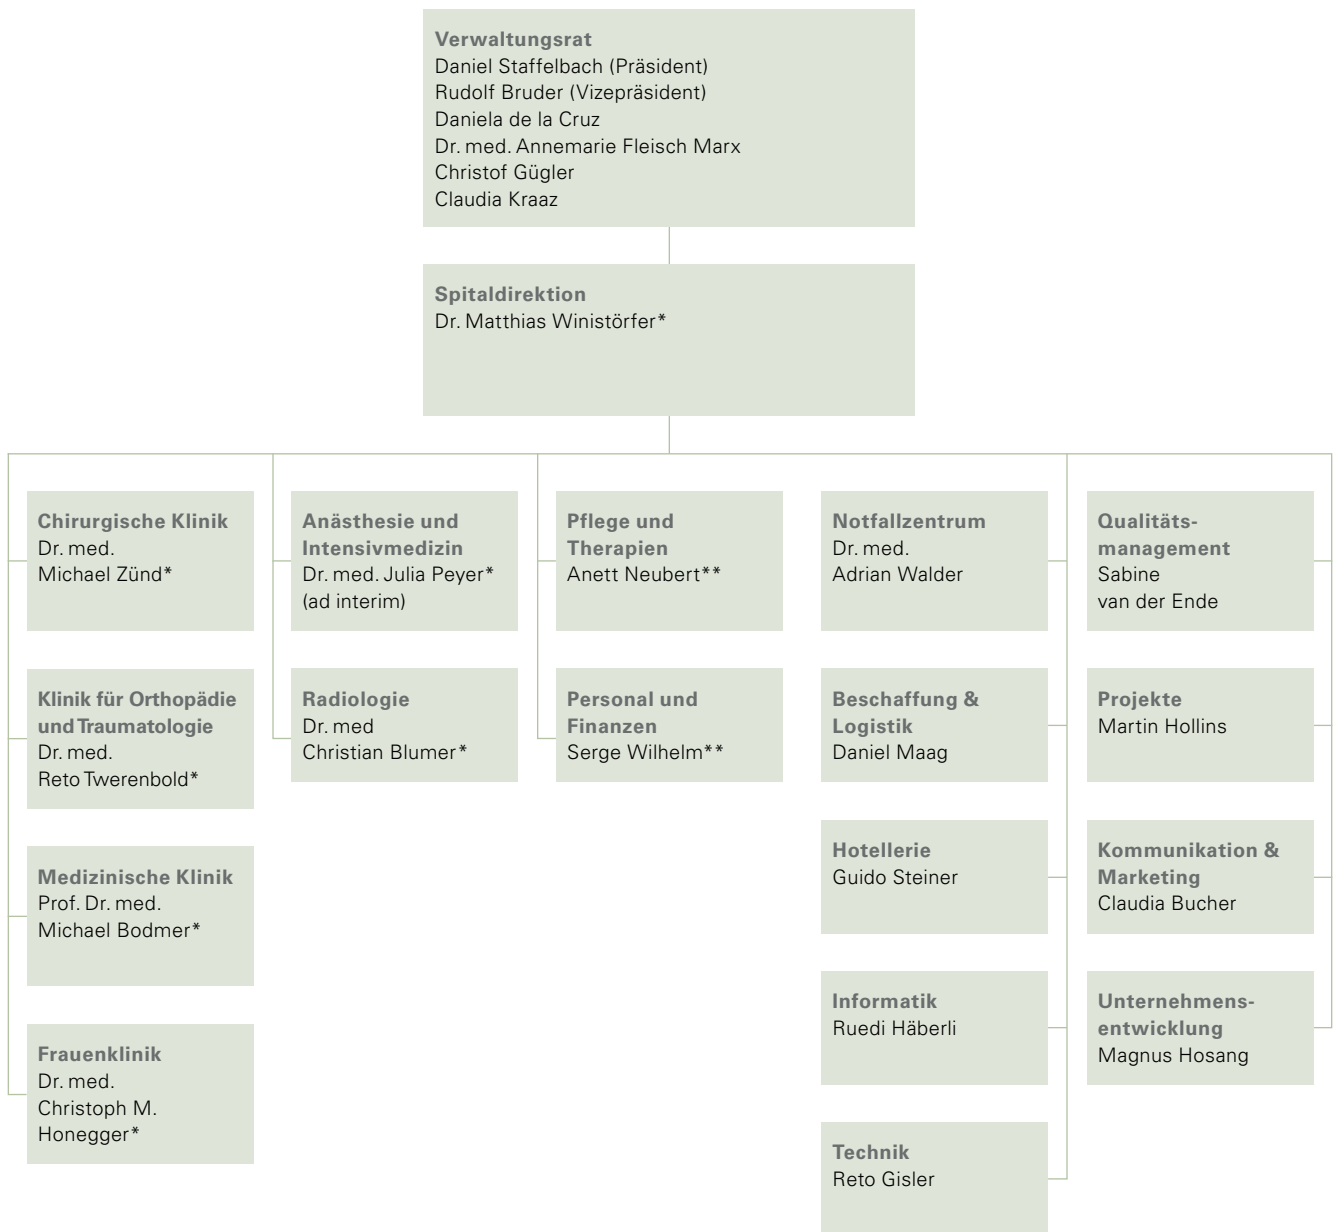 Verwaltungsrat
Daniel Staffelbach (Präsident)
Rudolf Bruder (Vizepräsident)
Daniela de la Cruz
Dr. med. Annemarie Fleisch Marx
Christof Gügler
Claudia Kraaz
Spitaldirektion
Dr. Matthias Winistörfer*
Chirurgische Klinik
Dr. med.
Michael Zünd*
Anästhesie und
Intensivmedizin
Dr. med. Julia Peyer*
(ad interim)
Pflege und
Therapien
Anett Neubert**
Notfallzentrum
Dr. med.
Adrian Walder
Qualitäts-
management
Sabine
van der Ende
Klinik für Orthopädie
und Traumatologie
Dr. med.
Reto Twerenbold*
Radiologie
Dr. med
Christian Blumer*
Personal und
Finanzen
Serge Wilhelm**
Beschaffung &
Logistik
Daniel Maag
Projekte
Martin Hollins
Medizinische Klinik
Prof. Dr. med.
Michael Bodmer*
Hotellerie
Guido Steiner
Kommunikation &
Marketing
Claudia Bucher
Informatik
Ruedi Häberli
Unternehmens-
entwicklung
Magnus Hosang
Frauenklinik
Dr. med.
Christoph M.
Honegger*
Technik
Reto Gisler